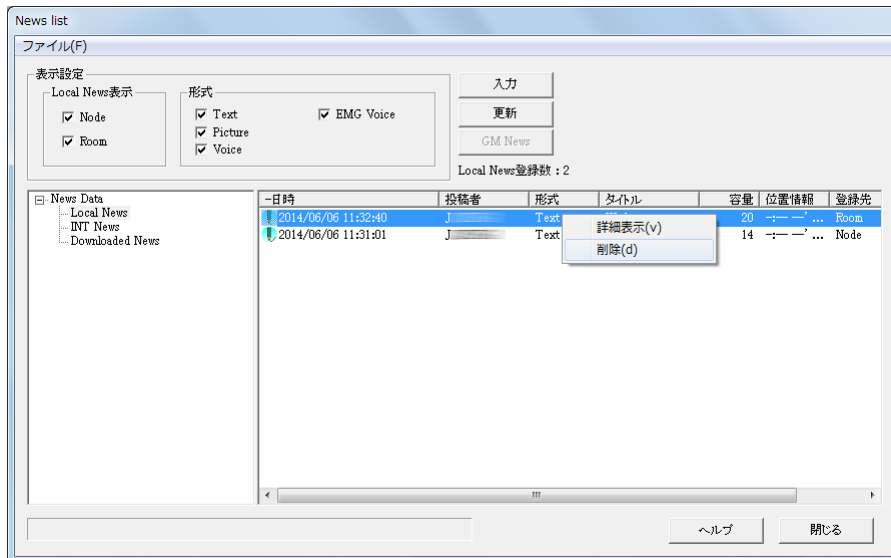 News list
ファイル(F)
表示設定
Local News表示
Node
Room
形式
Text
Picture
Voice
EMG Voice
入力
更新
GM News
Local News登録数：2
News Data
Local News
INT News
Downloaded News
-日時 投稿者 形式 タイトル 容量 位置情報 登録先
2014/06/06 11:32:40 J Text 20 -:-- --' ... Room
2014/06/06 11:31:01 J Text 14 -:-- --' ... Node
詳細表示(v)
削除(d)
ヘルプ
閉じる